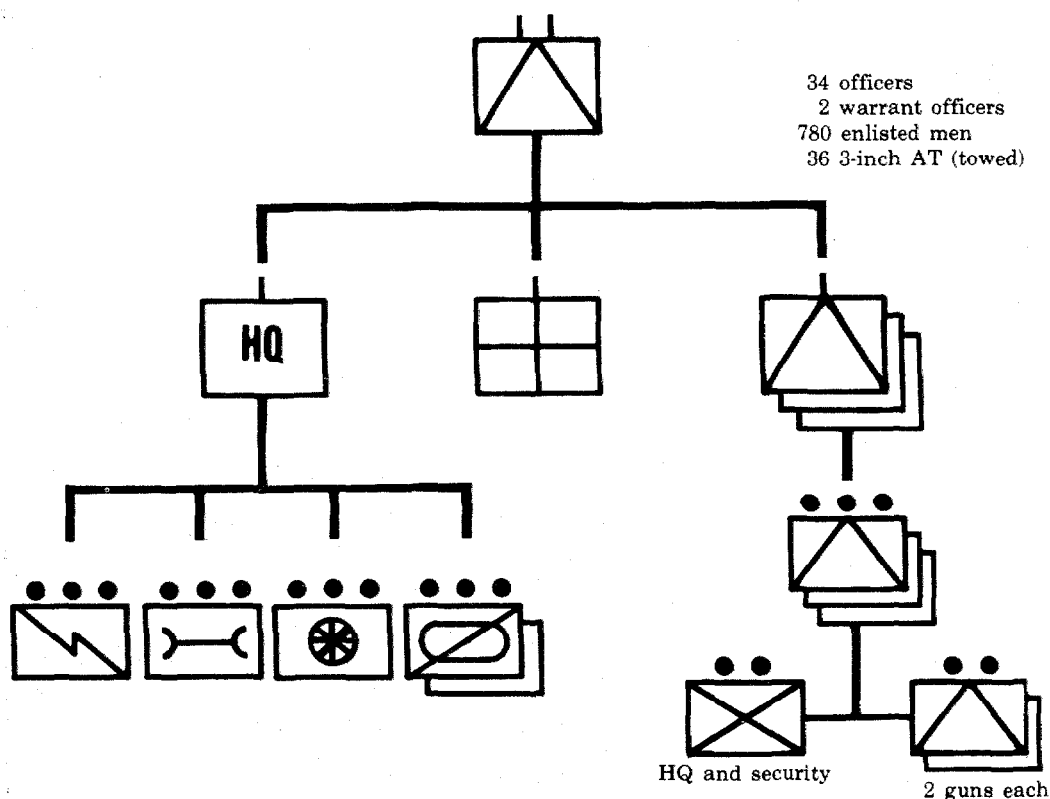 34 officers
2 warrant officers
780 enlisted men
36 3-inch AT (towed)
HQ
HQ and security
2 guns each